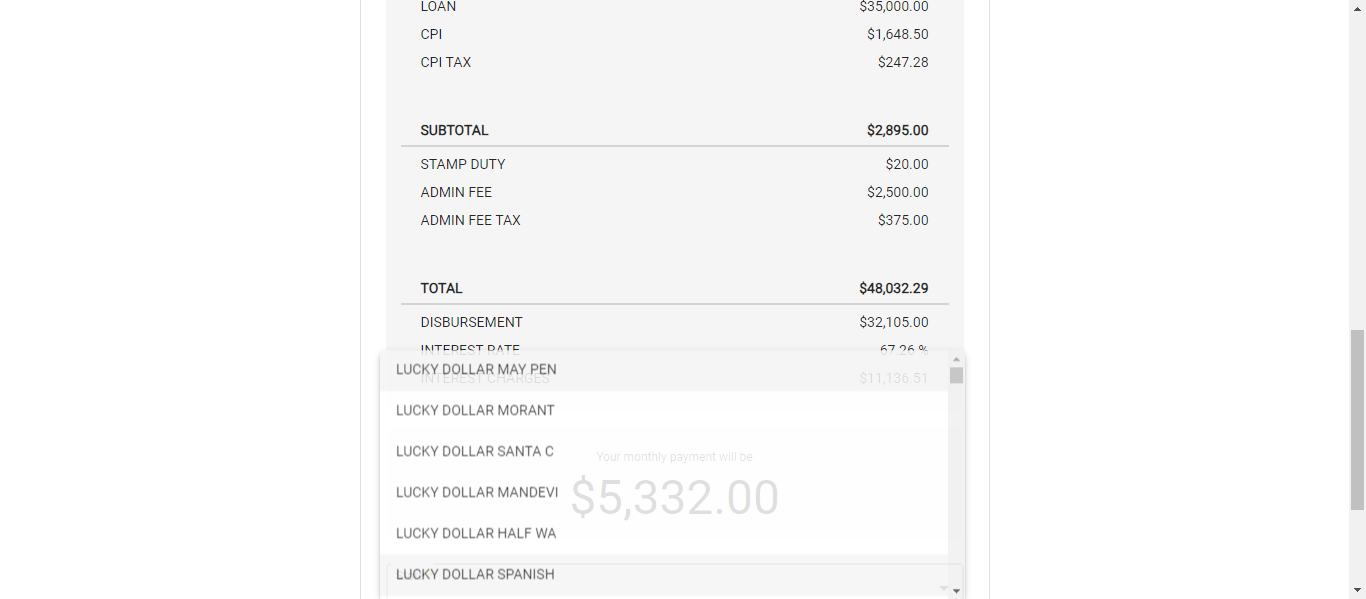 LOAN $35,000.00
CPI $1,648.50
CPI TAX $247.28
SUBTOTAL $2,895.00
STAMP DUTY $20.00
ADMIN FEE $2,500.00
ADMIN FEE TAX $375.00
TOTAL $48,032.29
DISBURSEMENT $32,105.00
INTEREST RATE 67.26 %
LUCKY DOLLAR MAY PEN
INTEREST CHARGES $11,136.51
LUCKY DOLLAR MORANT
LUCKY DOLLAR SANTA C
Your monthly payment will be
LUCKY DOLLAR MANDEVI
$5,332.00
LUCKY DOLLAR HALF WA
LUCKY DOLLAR SPANISH